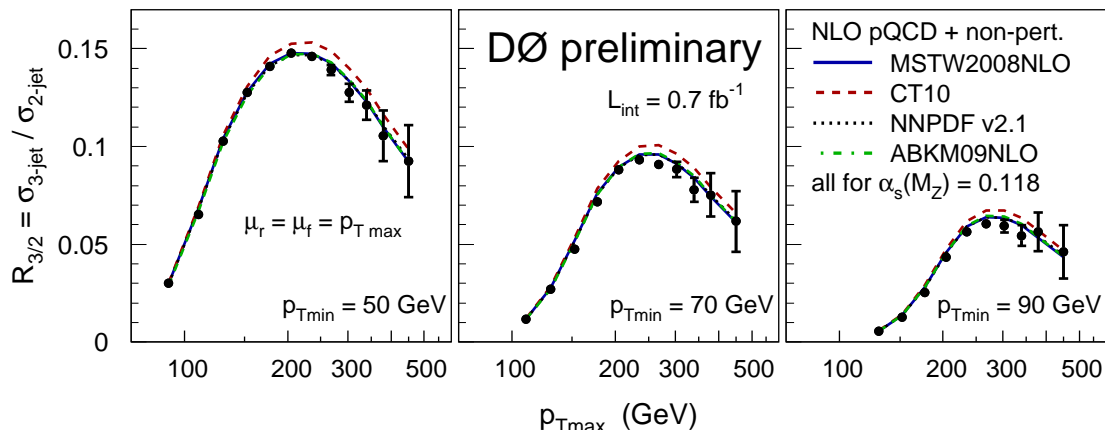 R3/2 = σ3-jet / σ2-jet
0.15
0.1
0.05
0
μr = μf = pT max
pTmin = 50 GeV
DØ preliminary
Lint = 0.7 fb-1
pTmin = 70 GeV
NLO pQCD + non-pert.
MSTW2008NLO
CT10
NNPDF v2.1
ABKM09NLO
all for αs(MZ) = 0.118
pTmin = 90 GeV
100 200 300 500
100 200 300 500
100 200 300 500
pTmax (GeV)